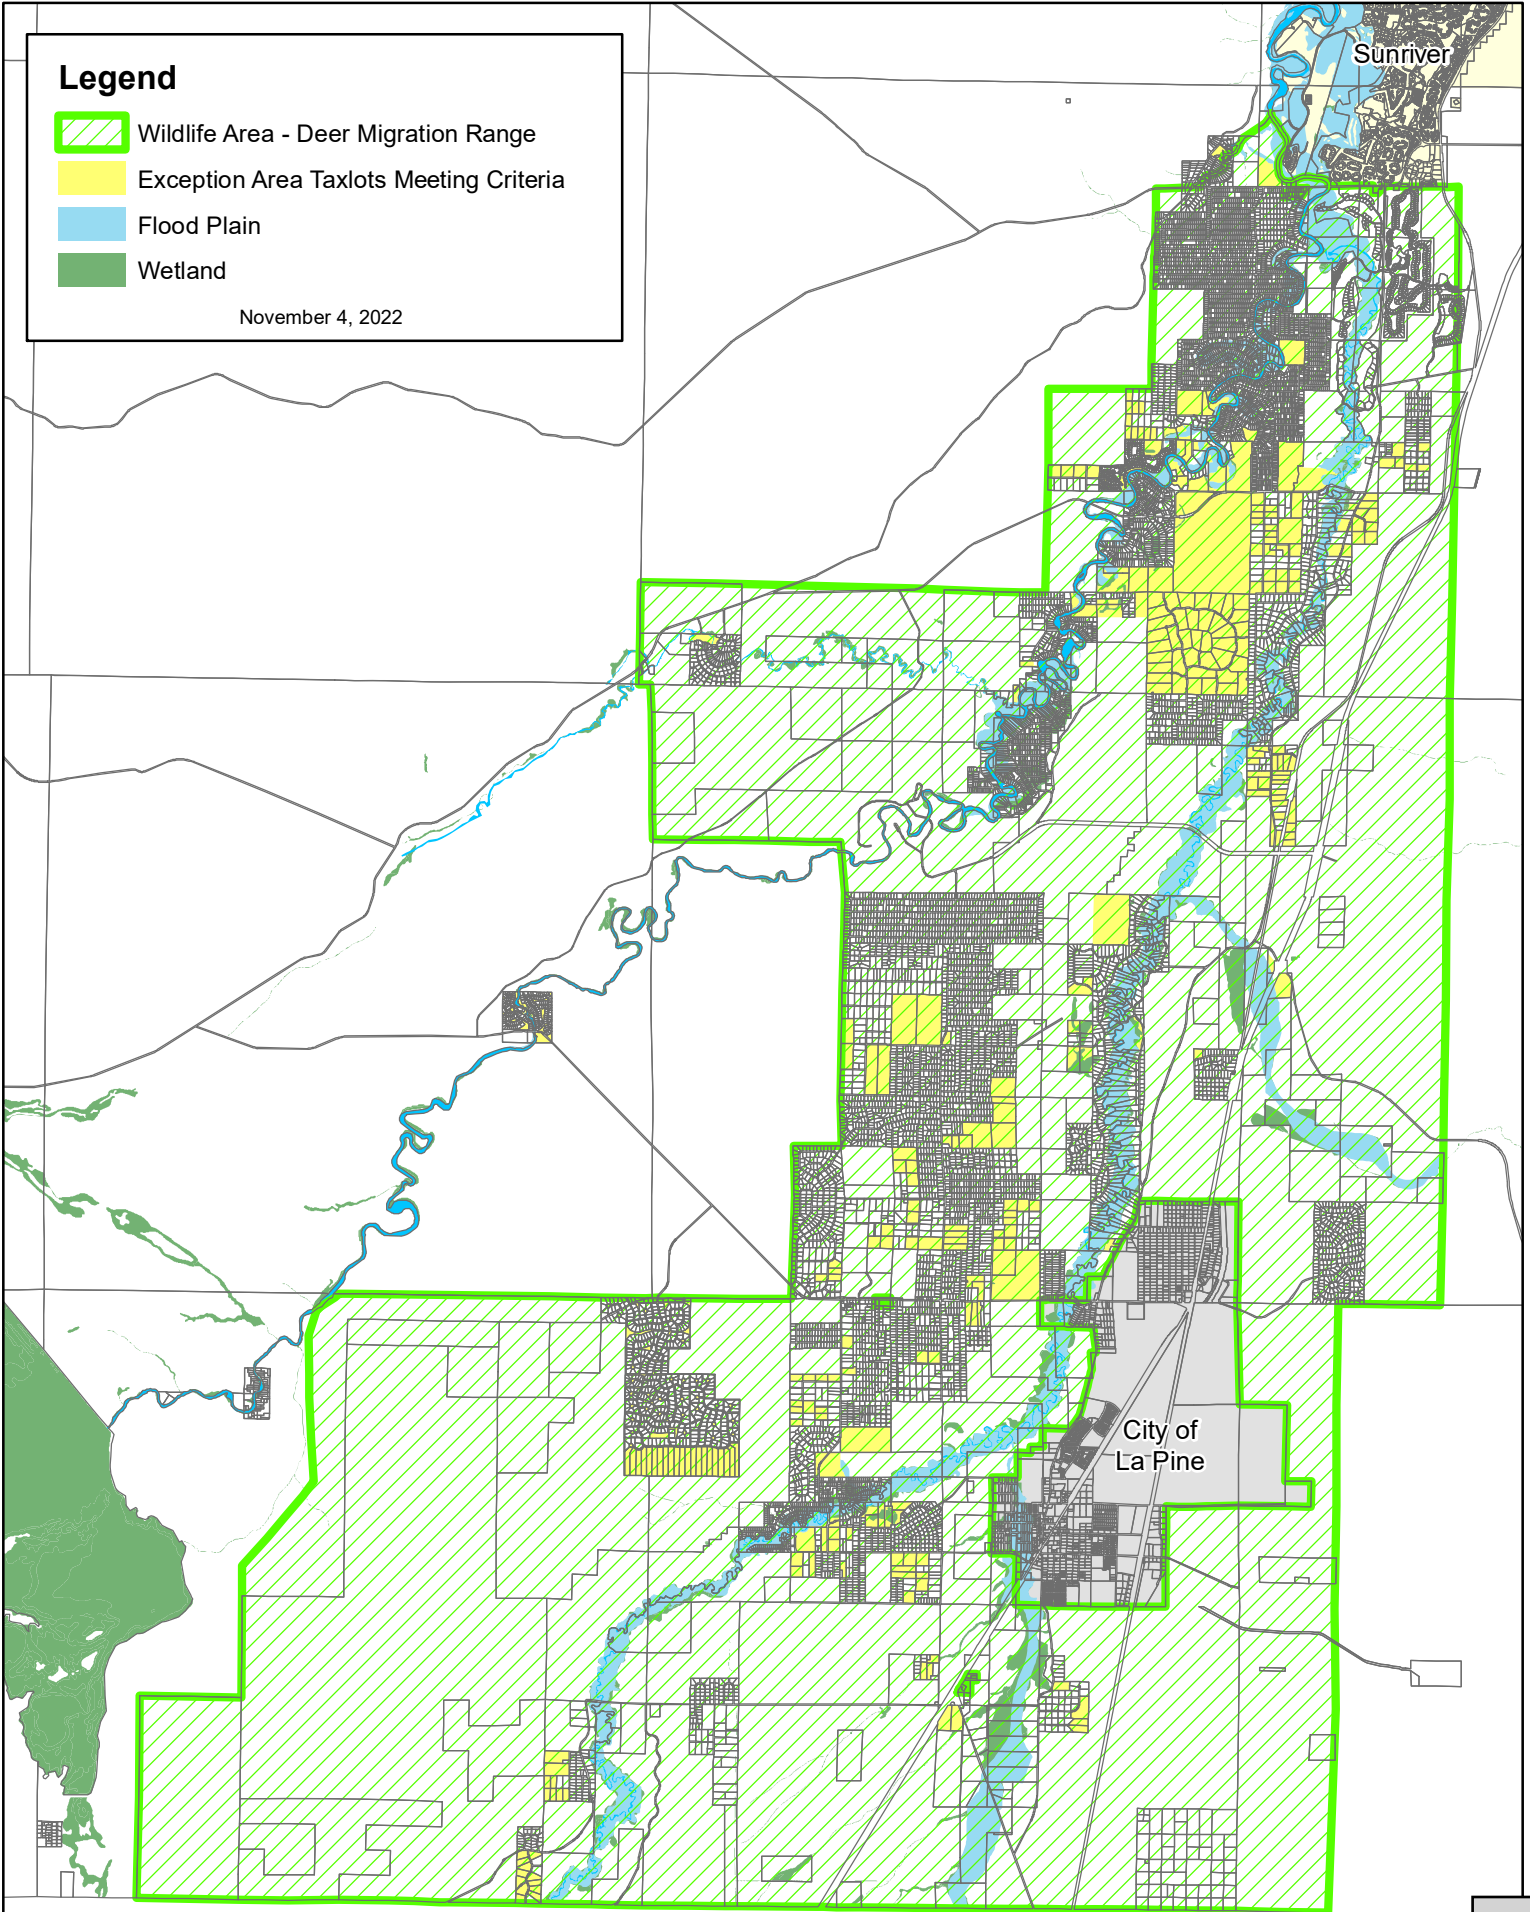 Legend
Wildlife Area - Deer Migration Range
Exception Area Taxlots Meeting Criteria
Flood Plain
Wetland
November 4, 2022
Sunriver
City of
La Pine